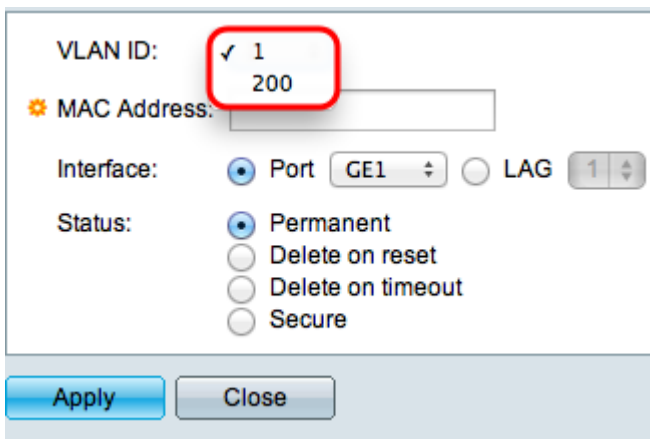 VLAN ID: ✓ 1
200
MAC Address:
Interface: Port GE1 LAG 1
Status: Permanent
Delete on reset
Delete on timeout
Secure
Apply Close